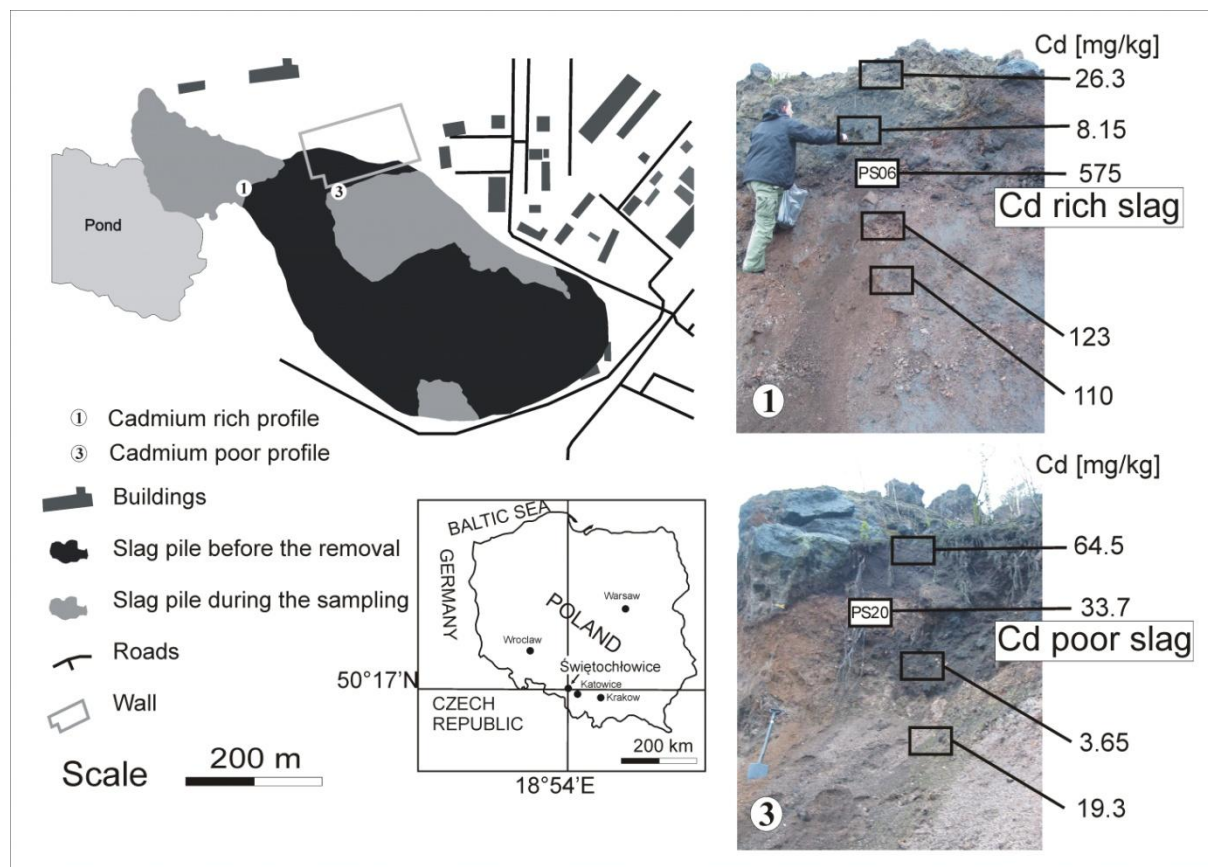 Pond
1
3
① Cadmium rich profile
③ Cadmium poor profile
Buildings
Slag pile before the removal
Slag pile during the sampling
Roads
Wall
Scale 200 m
BALTIC SEA
GERMANY
POLAND
Warsaw
Wroclaw
Świętochłowice
Katowice
Krakow
CZECH
REPUBLIC
200 km
50°17'N
18°54'E
Cd [mg/kg]
26.3
8.15
PS06
575
Cd rich slag
123
110
1
Cd [mg/kg]
64.5
PS20
33.7
Cd poor slag
3.65
19.3
3